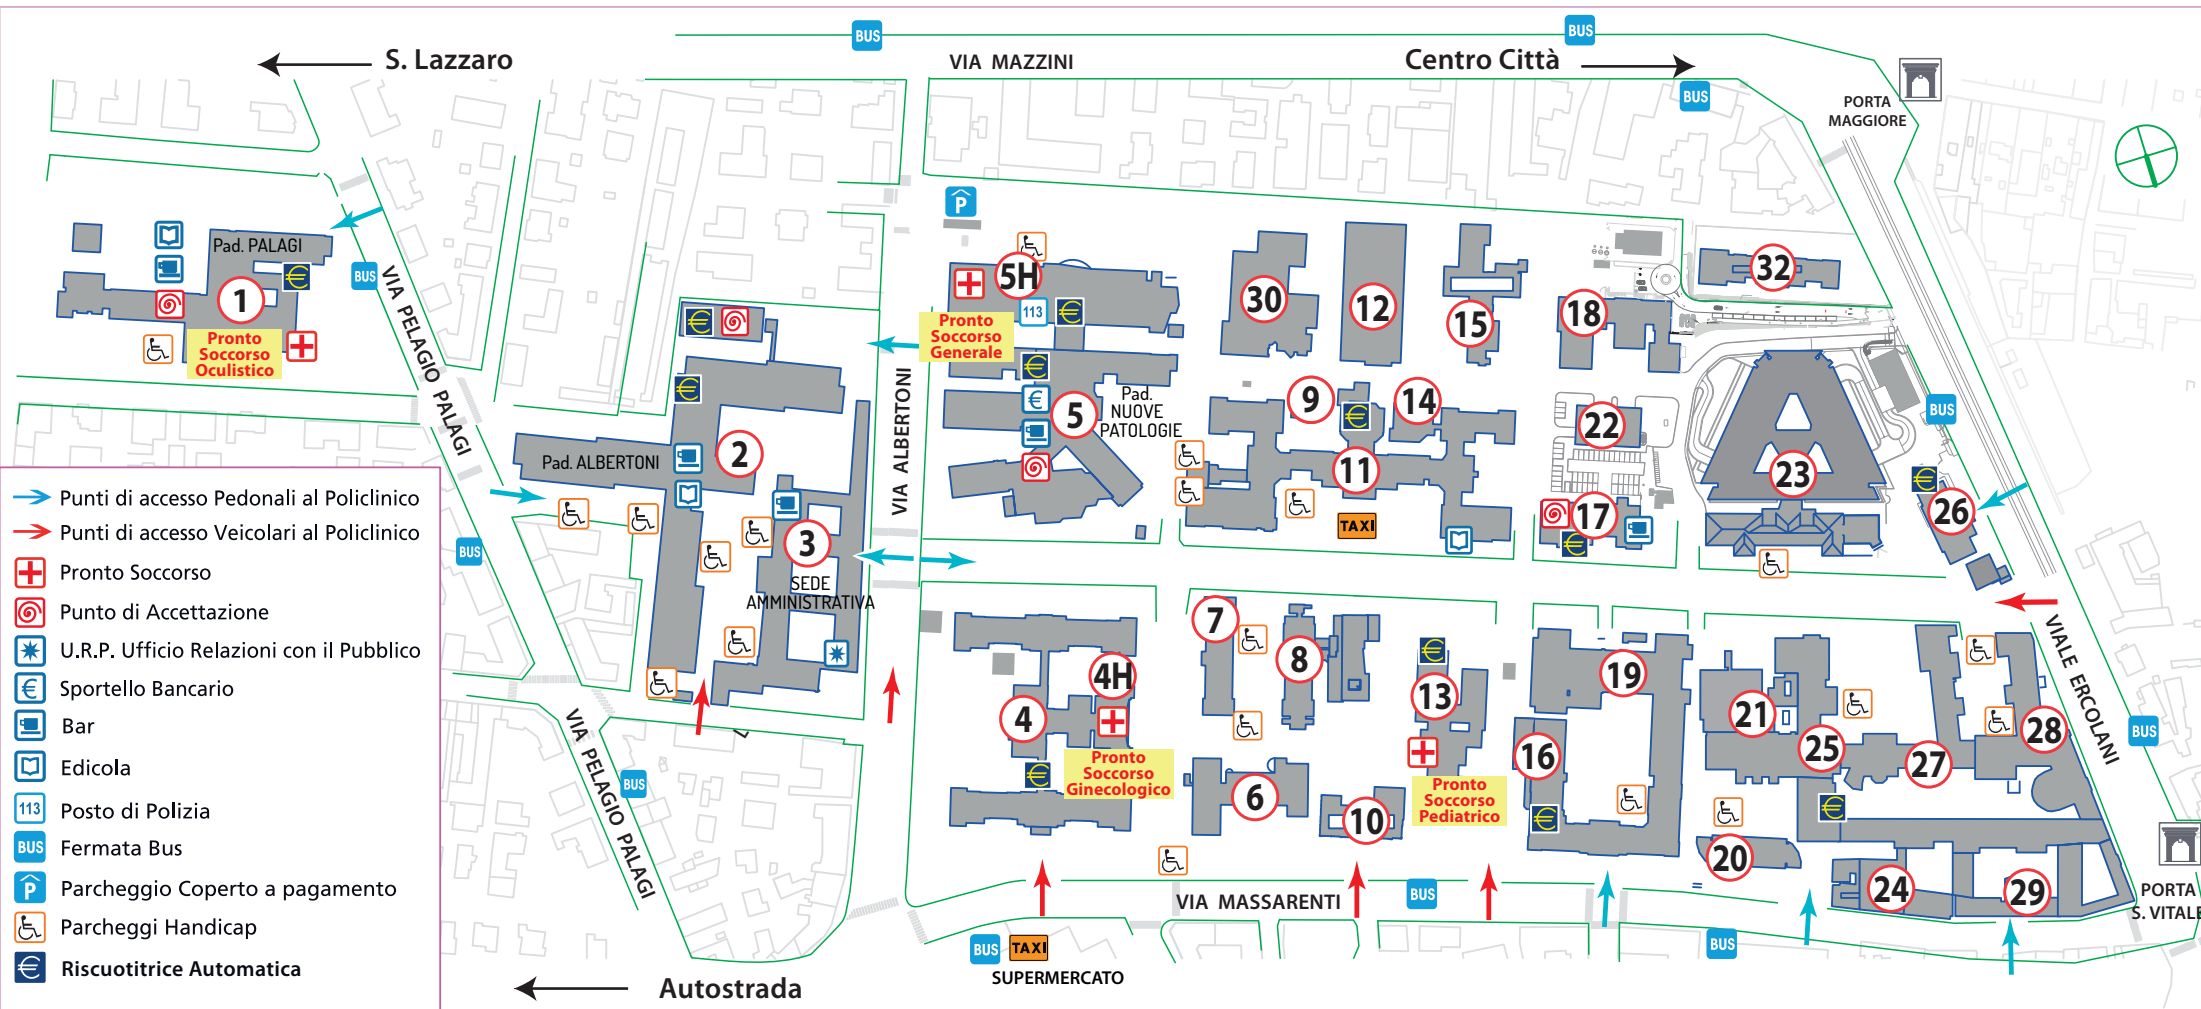 BUS
BUS
S. Lazzaro
VIA MAZZINI
Centro Città
BUS
PORTA
MAGGIORE
P
Pad. PALAGI
1
Pronto
Soccorso
Oculistico
BUS
VIA PELAGIO PALAGI
5H
113
Pronto
Soccorso
Generale
30
12
15
18
32
VIA ALBERTONI
5
Pad.
NUOVE
PATOLOGIE
9
14
11
22
23
BUS
Pad. ALBERTONI
2
3
SEDE
AMMINISTRATIVA
TAXI
17
26
BUS
Punti di accesso Pedonali al Policlinico
Punti di accesso Veicolari al Policlinico
Pronto Soccorso
Punto di Accettazione
U.R.P. Ufficio Relazioni con il Pubblico
€ Sportello Bancario
Bar
Edicola
113 Posto di Polizia
BUS Fermata Bus
P Parcheggio Coperto a pagamento
Parcheggi Handicap
€ Riscuotitrice Automatica
7
8
4H
4
Pronto
Soccorso
Ginecologico
13
Pronto
Soccorso
Pediatrico
6
10
16
19
21
25
27
28
20
24
29
VIALE ERCOLANI
BUS
PORTA
S. VITALE
VIA PELAGIO PALAGI
BUS
VIA MASSARENTI
BUS
BUS
TAXI
SUPERMERCATO
BUS
Autostrada